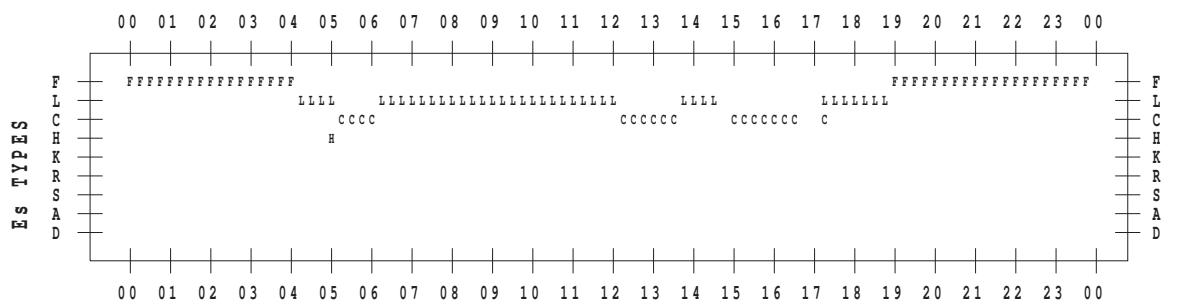 00 01 02 03 04 05 06 07 08 09 10 11 12 13 14 15 16 17 18 19 20 21 22 23 00
F FFFFFFFFFFFFFFFFF FFFFFFFFFFFFFFFFFFFF F
L LLLL LLLLLLLLLLLLLLLLLLLLLLLL LLLL LLLLLLL L
C CCCC CCCCCC CCCCCCC C C
H H H
K K
R R
S S
A A
D D
Es TYPES
00 01 02 03 04 05 06 07 08 09 10 11 12 13 14 15 16 17 18 19 20 21 22 23 00